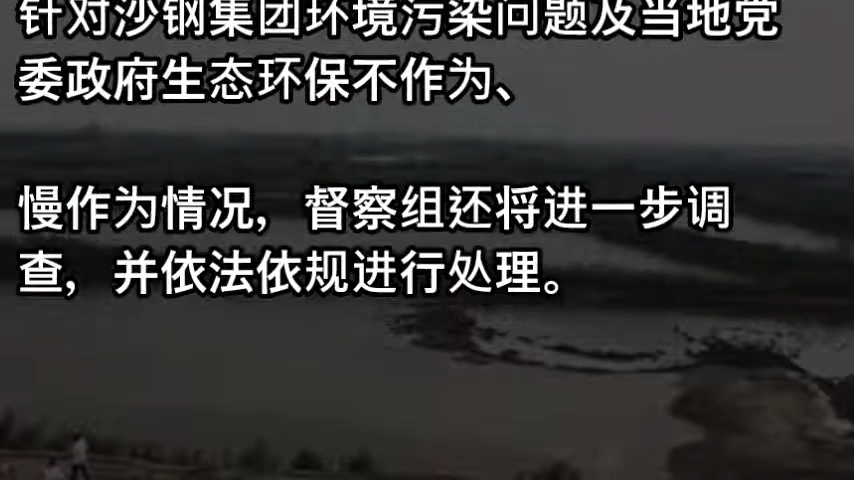 针对沙钢集团环境污染问题及当地党
委政府生态环保不作为、
慢作为情况，督察组还将进一步调
查，并依法依规进行处理。